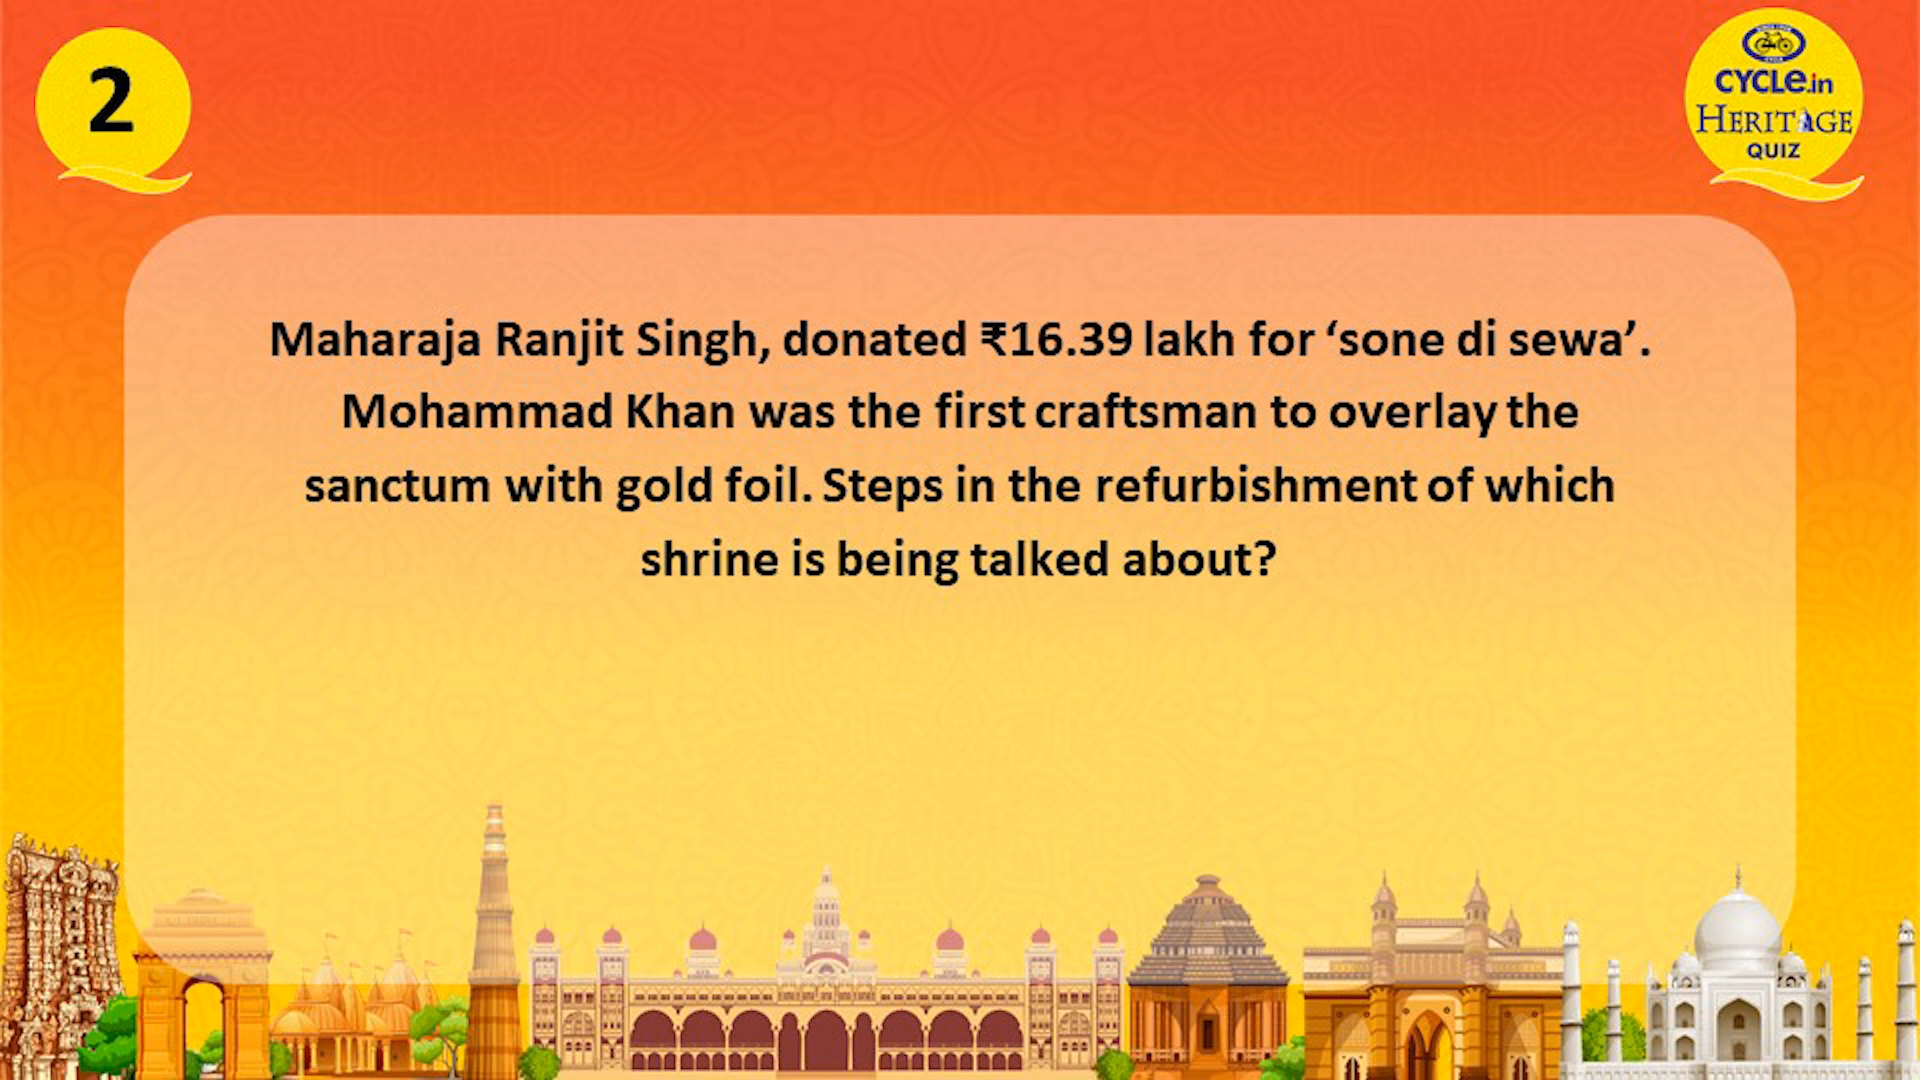 2
CYCLE.in
HERITAGE
QUIZ
Maharaja Ranjit Singh, donated ₹16.39 lakh for ‘sone di sewa’.
Mohammad Khan was the first craftsman to overlay the
sanctum with gold foil. Steps in the refurbishment of which
shrine is being talked about?